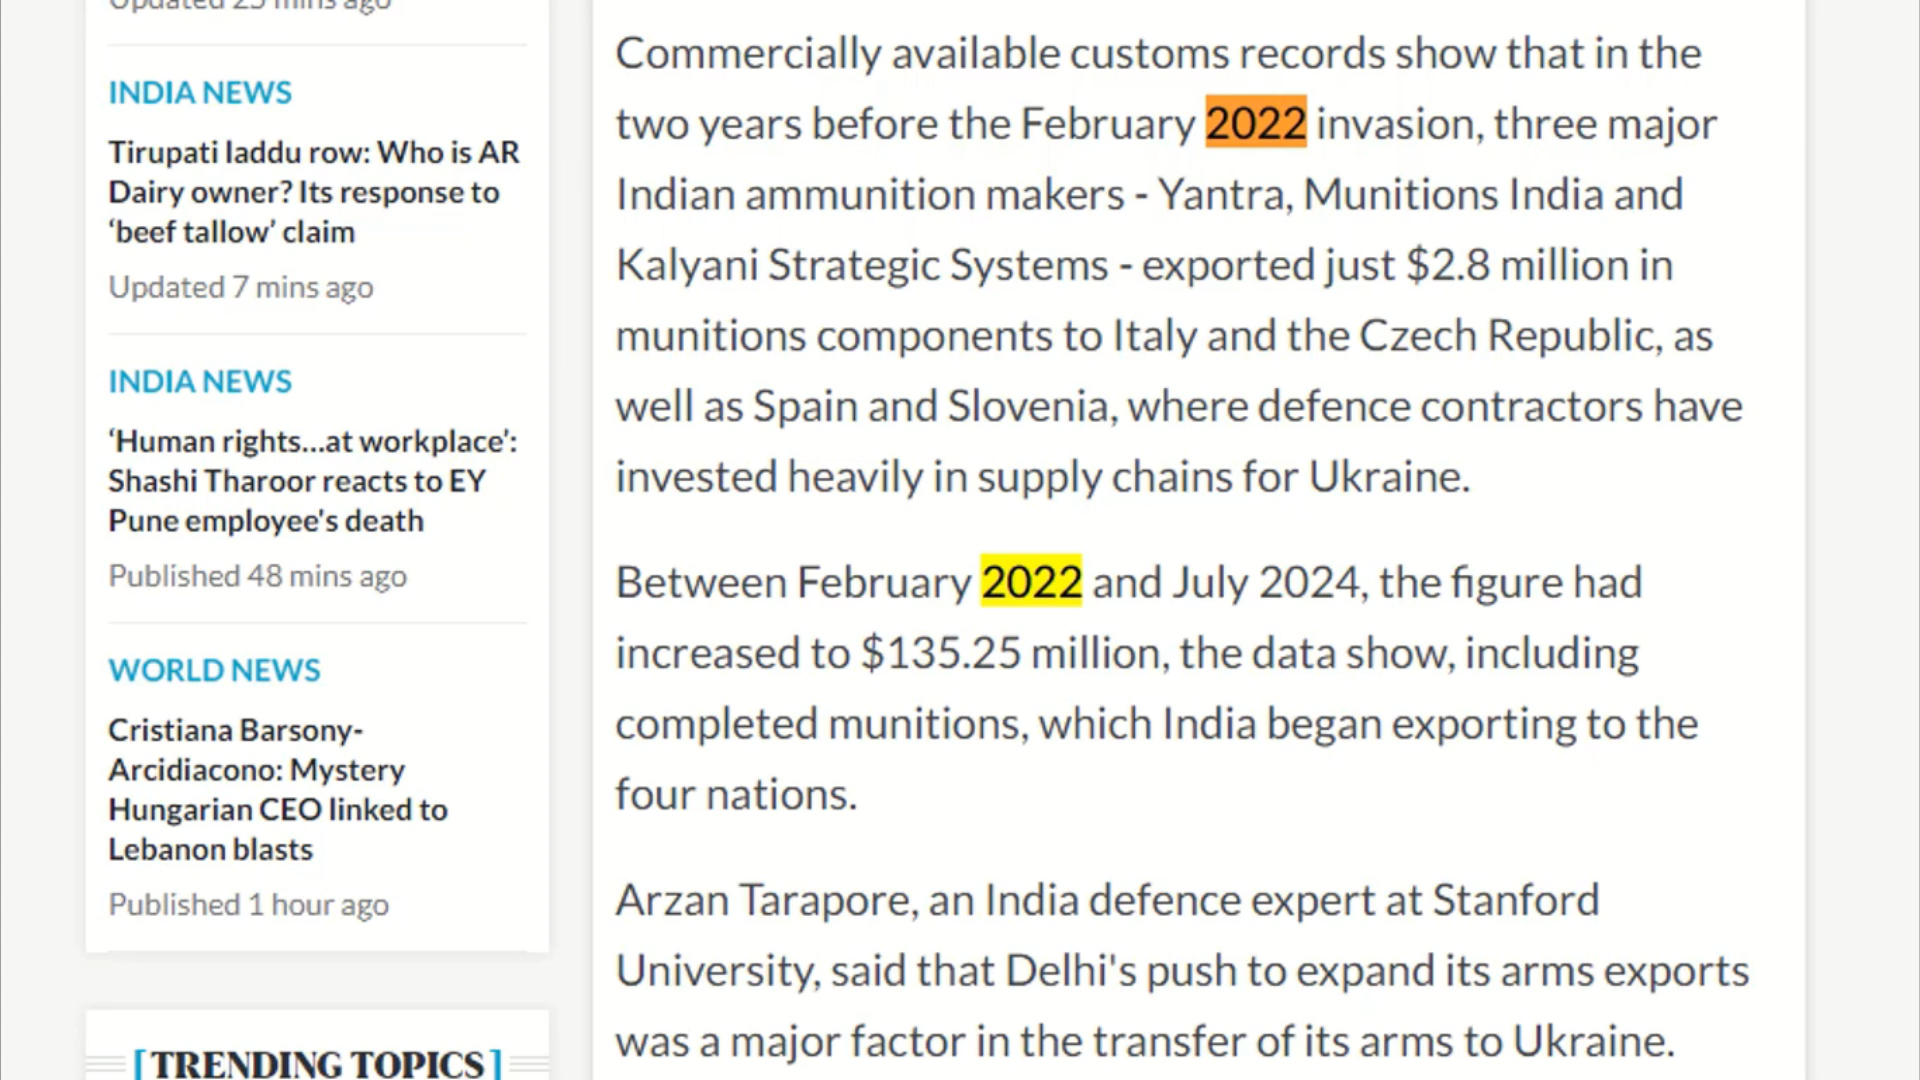 Updated 25 mins ago
INDIA NEWS
Tirupati laddu row: Who is AR
Dairy owner? Its response to
‘beef tallow’ claim
Updated 7 mins ago
INDIA NEWS
‘Human rights...at workplace’:
Shashi Tharoor reacts to EY
Pune employee's death
Published 48 mins ago
WORLD NEWS
Cristiana Barsony-
Arcidiacono: Mystery
Hungarian CEO linked to
Lebanon blasts
Published 1 hour ago
[TRENDING TOPICS]
Commercially available customs records show that in the
two years before the February 2022 invasion, three major
Indian ammunition makers - Yantra, Munitions India and
Kalyani Strategic Systems - exported just $2.8 million in
munitions components to Italy and the Czech Republic, as
well as Spain and Slovenia, where defence contractors have
invested heavily in supply chains for Ukraine.
Between February 2022 and July 2024, the figure had
increased to $135.25 million, the data show, including
completed munitions, which India began exporting to the
four nations.
Arzan Tarapore, an India defence expert at Stanford
University, said that Delhi's push to expand its arms exports
was a major factor in the transfer of its arms to Ukraine.